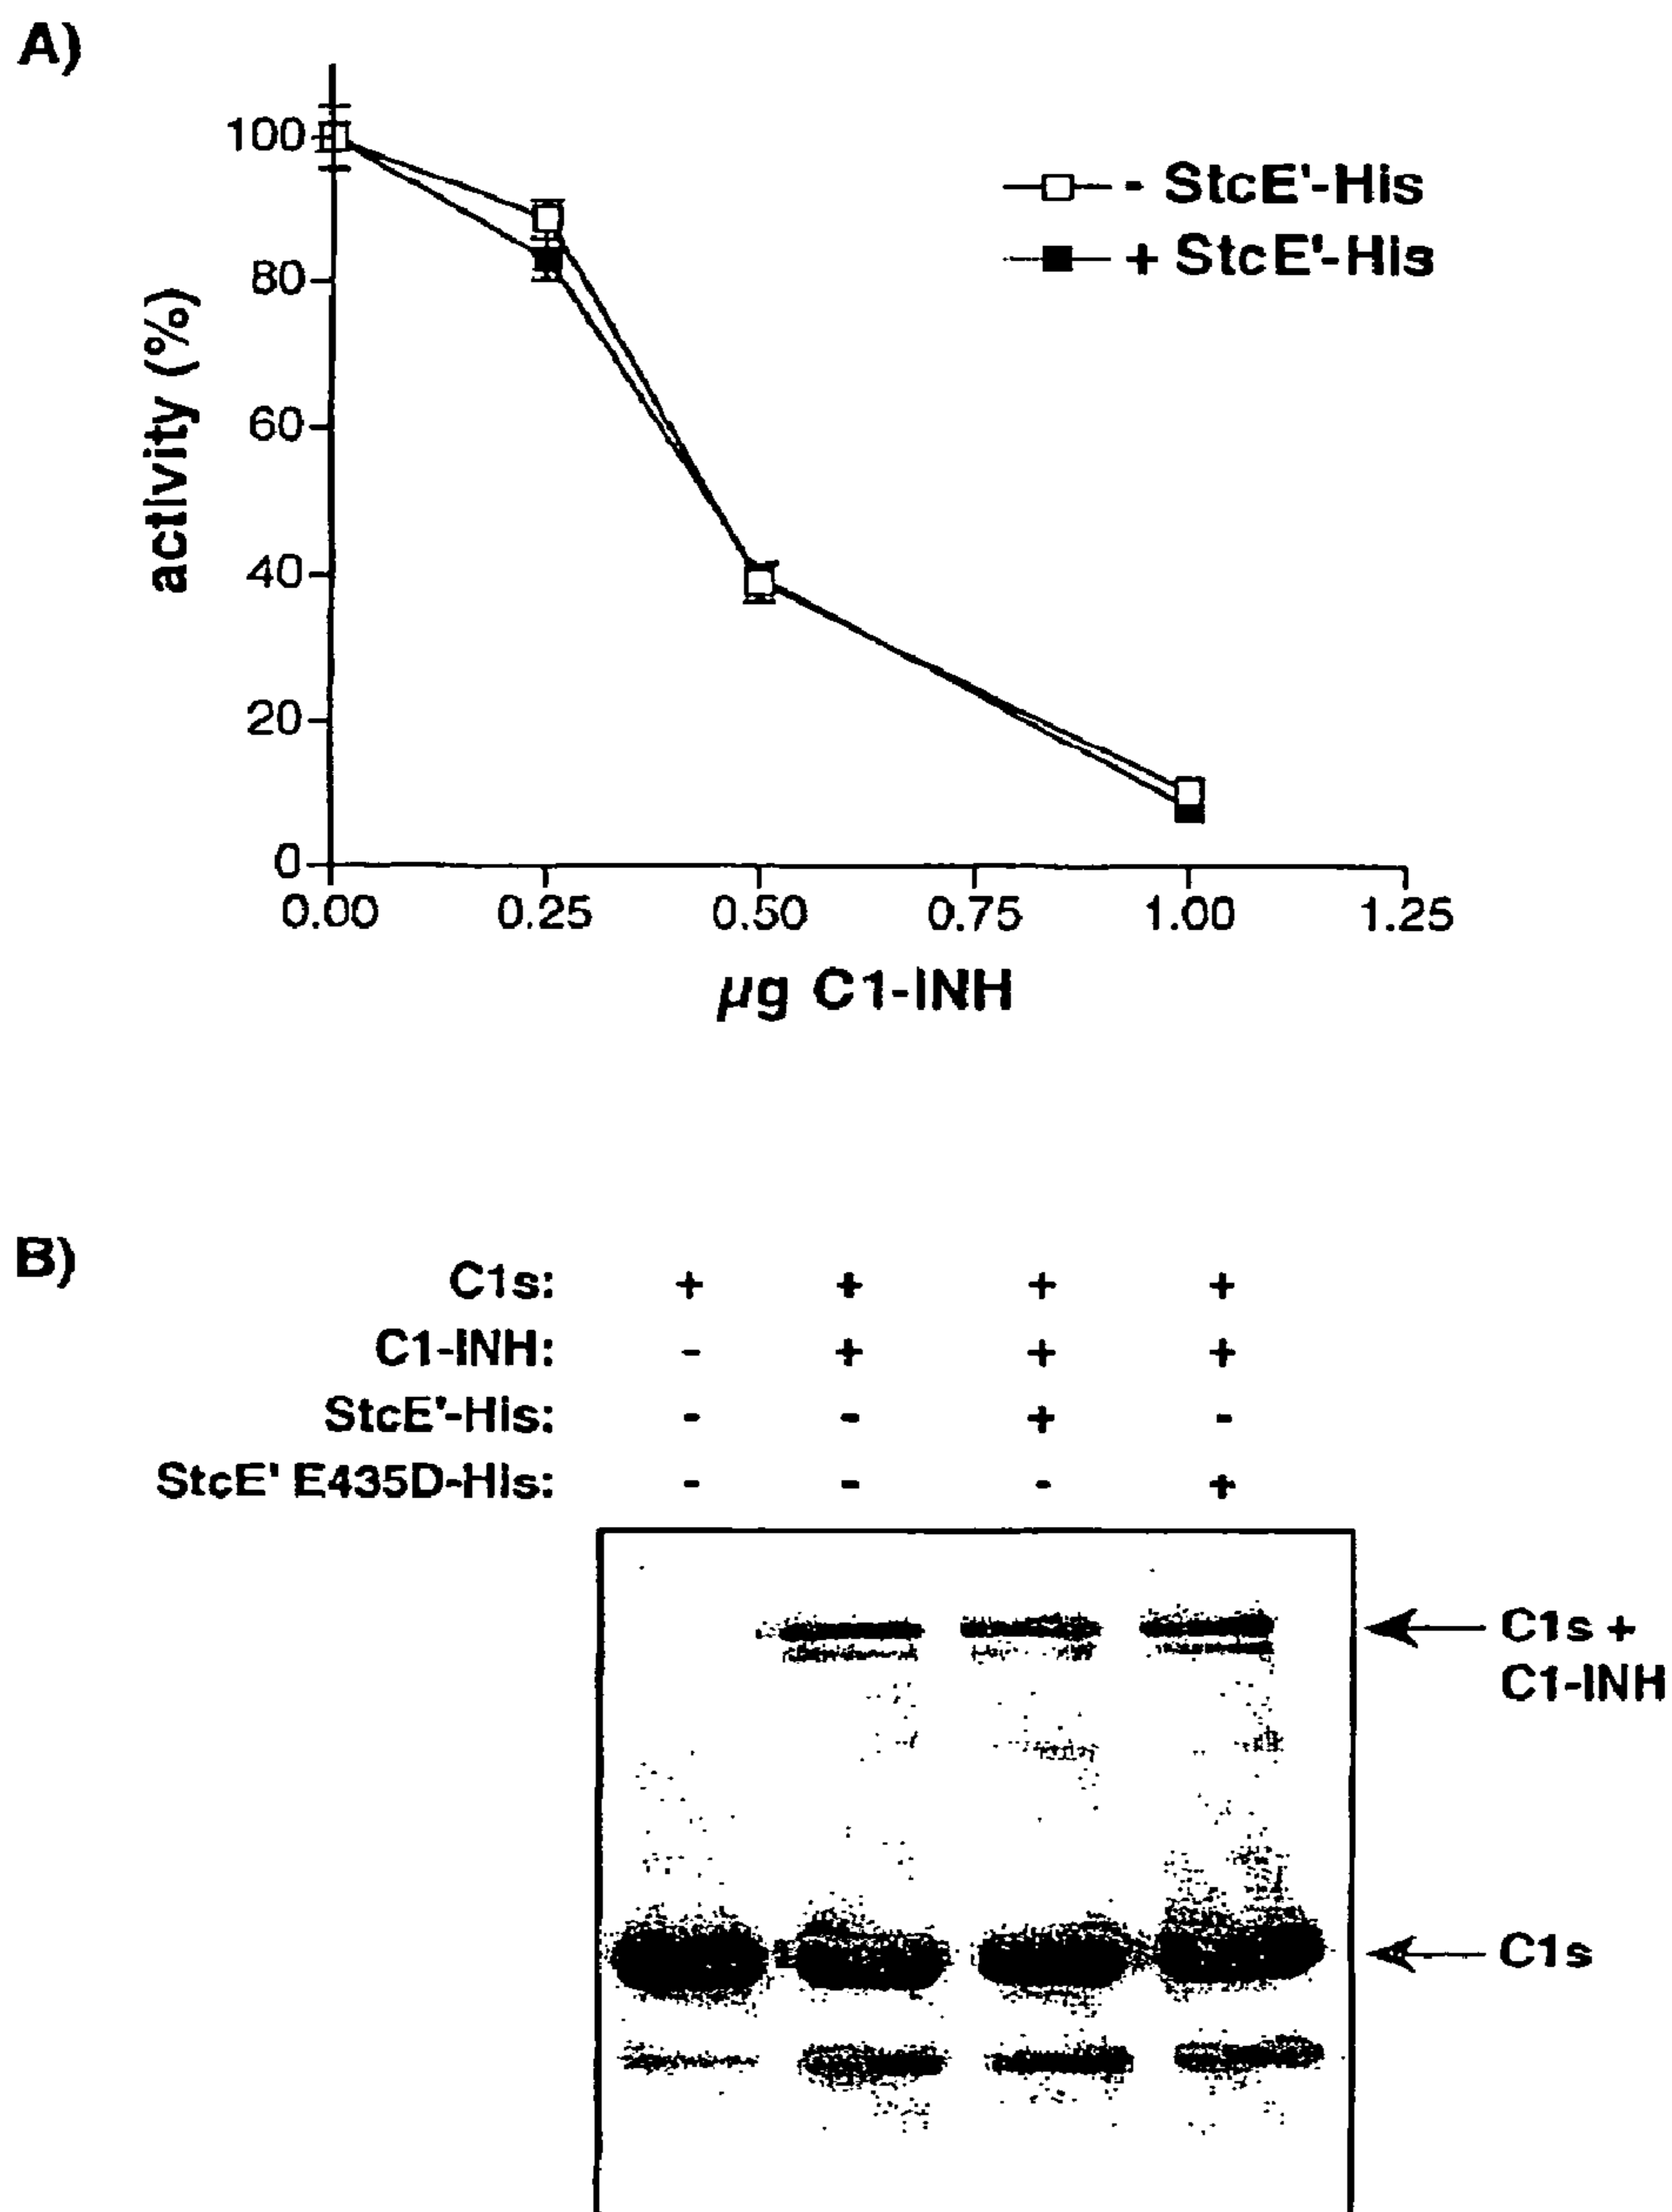 A)
100
80
60
40
20
0
activity (%)
- StcE'-His
+ StcE'-His
0.00 0.25 0.50 0.75 1.00 1.25
µg C1-INH
B)
C1s: + + + +
C1-INH: - + + +
StcE'-His: - - + -
StcE' E435D-His: - - - +
C1s +
C1-INH
C1s